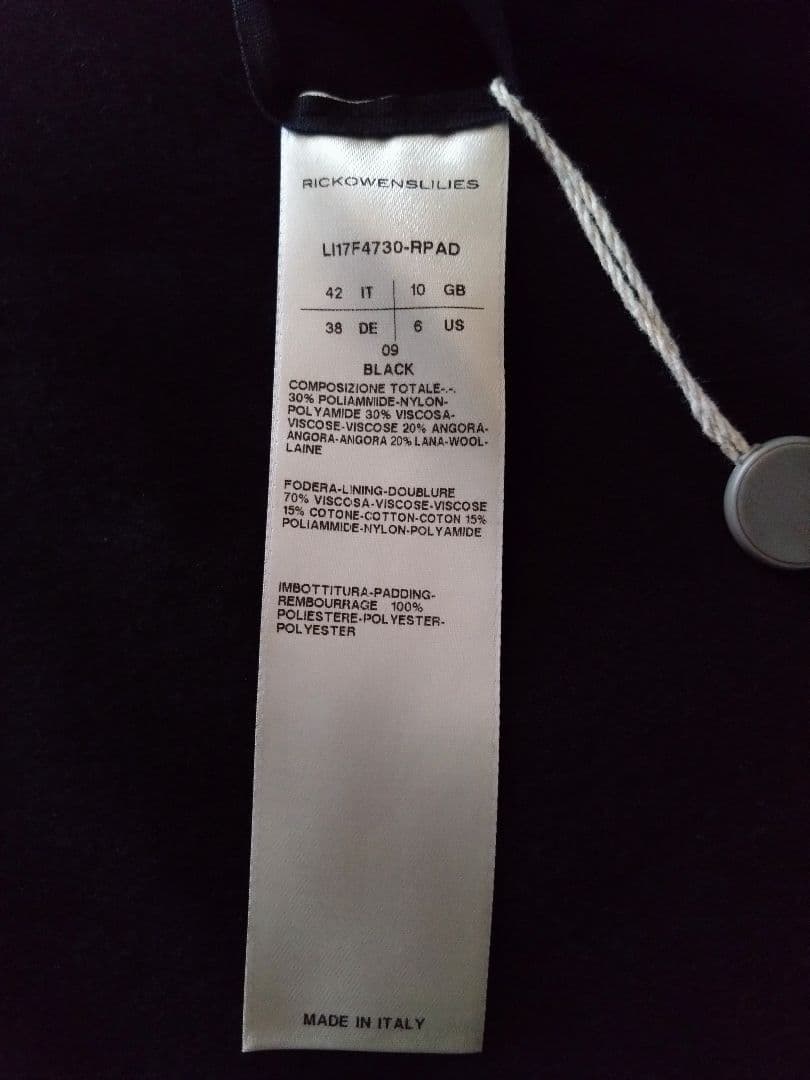 RICKOWENSLILIES
LI17F4730-RPAD
42 IT 10 GB
38 DE 6 US
09
BLACK
COMPOSIZIONE TOTALE-.-.
30% POLIAMMIDE-NYLON-
POLYAMIDE 30% VISCOSA-
VISCOSE-VISCOSE 20% ANGORA-
ANGORA-ANGORA 20% LANA-WOOL-
LAINE
FODERA-LINING-DOUBLURE
70% VISCOSA-VISCOSE-VISCOSE
15% COTONE-COTTON-COTON 15%
POLIAMMIDE-NYLON-POLYAMIDE
IMBOTTITURA-PADDING-
REMBOURRAGE 100%
POLIESTERE-POLYESTER-
POLYESTER
MADE IN ITALY